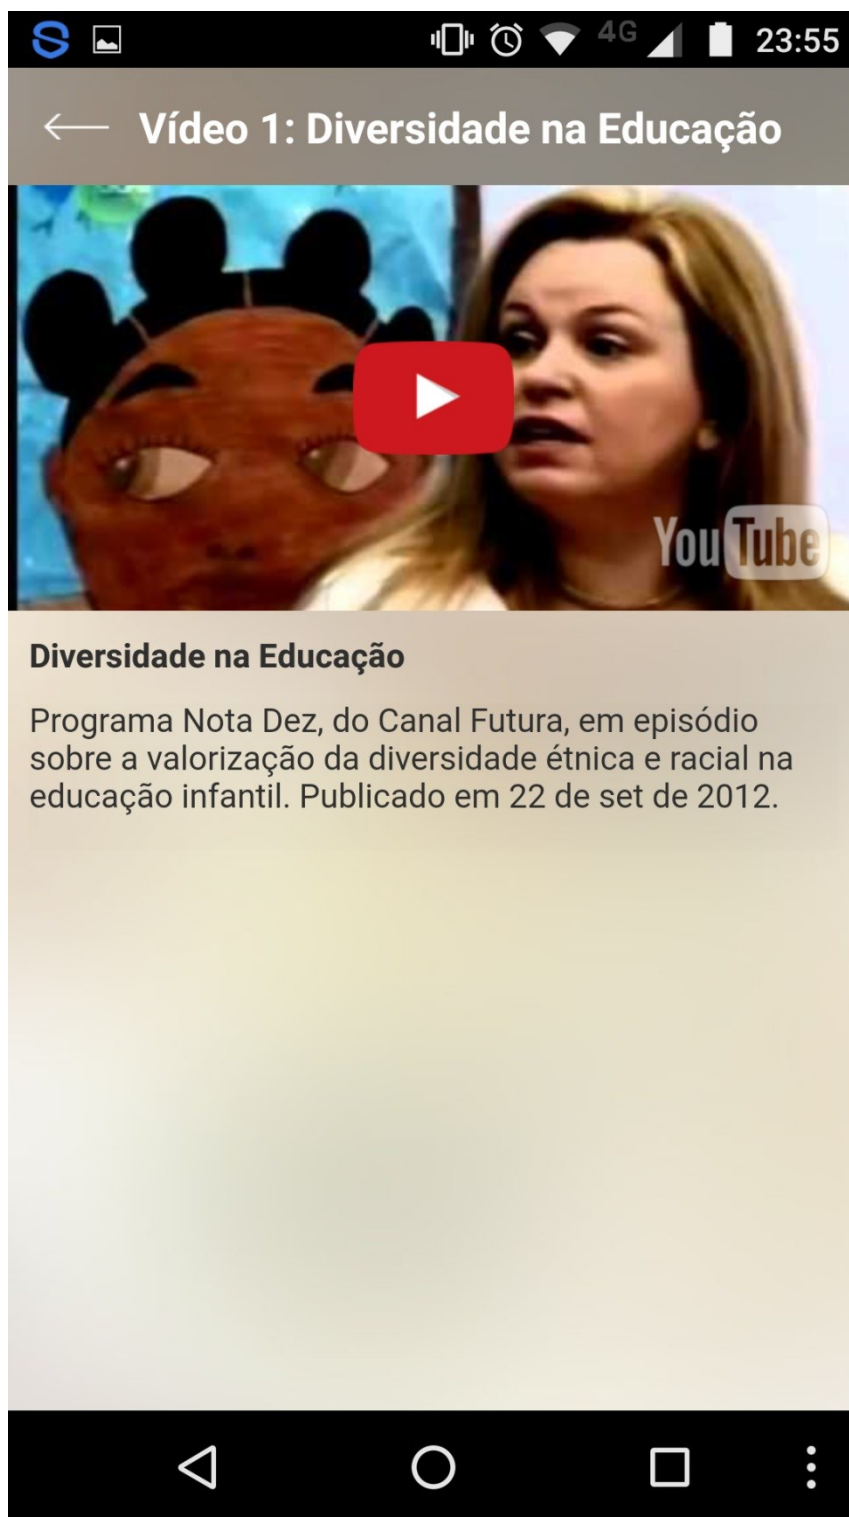 4G 23:55
Vídeo 1: Diversidade na Educação
YouTube
Diversidade na Educação
Programa Nota Dez, do Canal Futura, em episódio
sobre a valorização da diversidade étnica e racial na
educação infantil. Publicado em 22 de set de 2012.